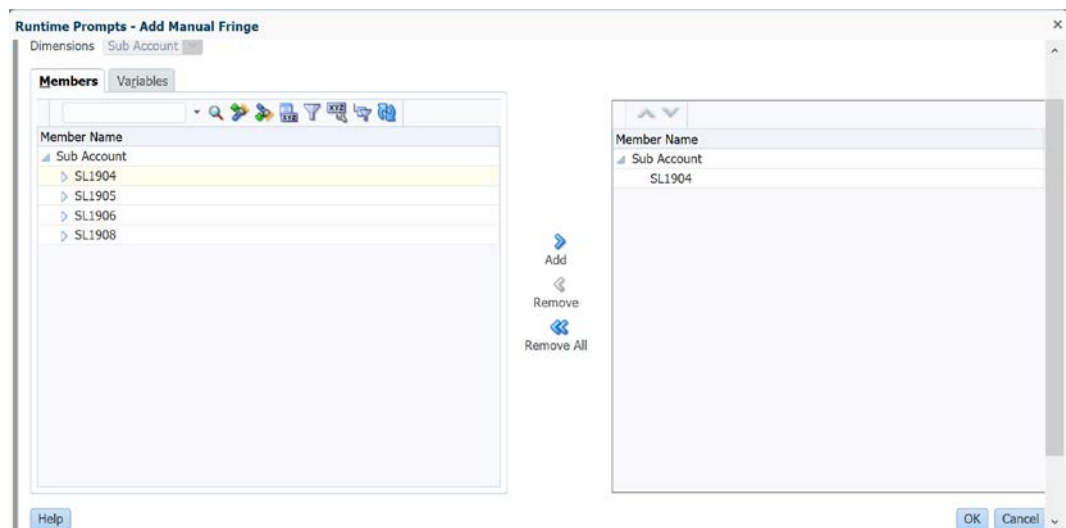 Runtime Prompts - Add Manual Fringe
Dimensions Sub Account
Members Variables
Member Name
Sub Account
SL1904
SL1905
SL1906
SL1908
Add
Remove
Remove All
Member Name
Sub Account
SL1904
Help
OK Cancel